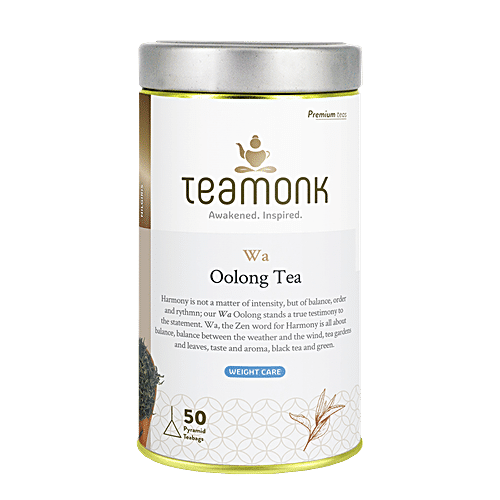 Premium teas
NILGIRIS
teamonk
Awakened. Inspired.
Wa
Oolong Tea
Harmony is not a matter of intensity, but of balance, order
and rythmn; our Wa Oolong stands a true testimony to
the statement. Wa, the Zen word for Harmony is all about
balance, balance between the weather and the wind, tea gardens
and leaves, taste and aroma, black tea and green.
WEIGHT CARE
50
Pyramid
Teabags